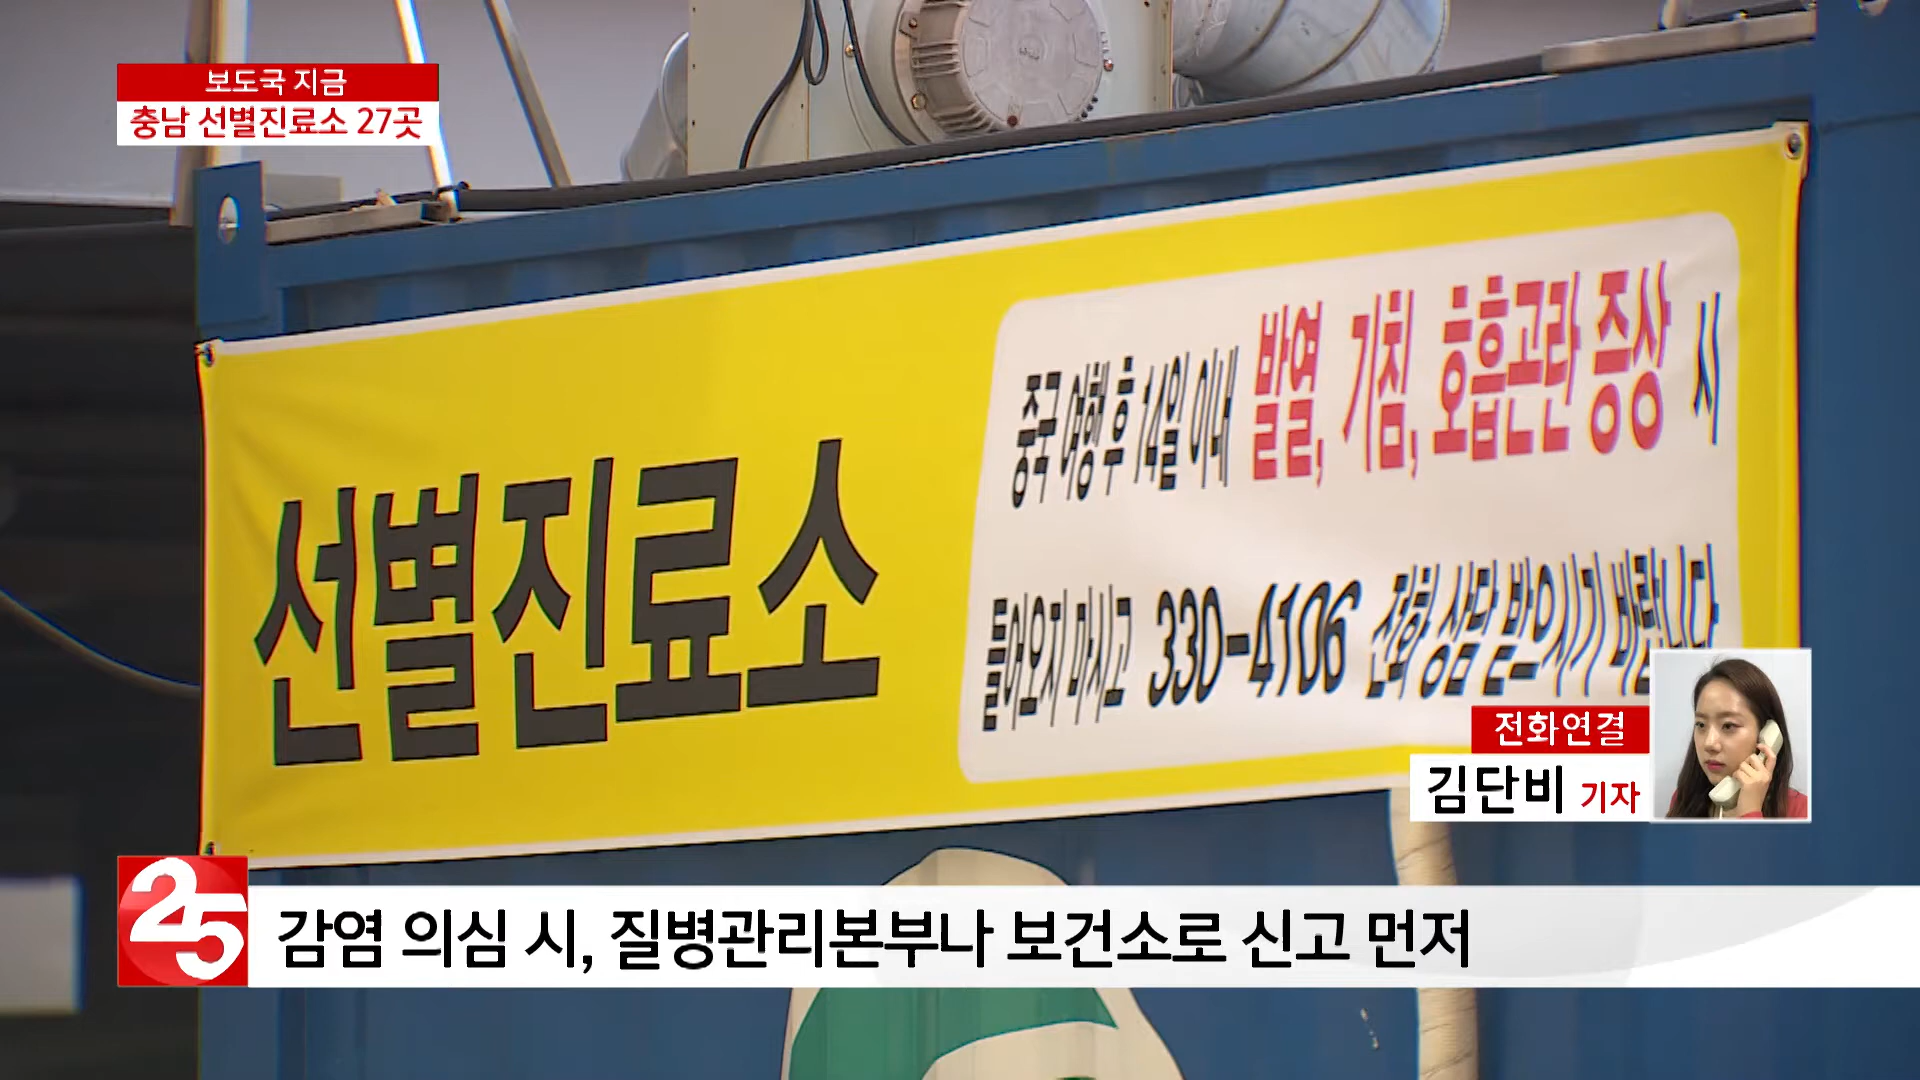 보도국 지금
충남 선별진료소 27곳
선별진료소
중국 여행 후 14일 이내 발열, 기침, 호흡곤란 증상 시
들어오지 마시고 330-4106 전화 상담 받으시기 바랍니다
전화연결
김단비 기자
25
감염 의심 시, 질병관리본부나 보건소로 신고 먼저